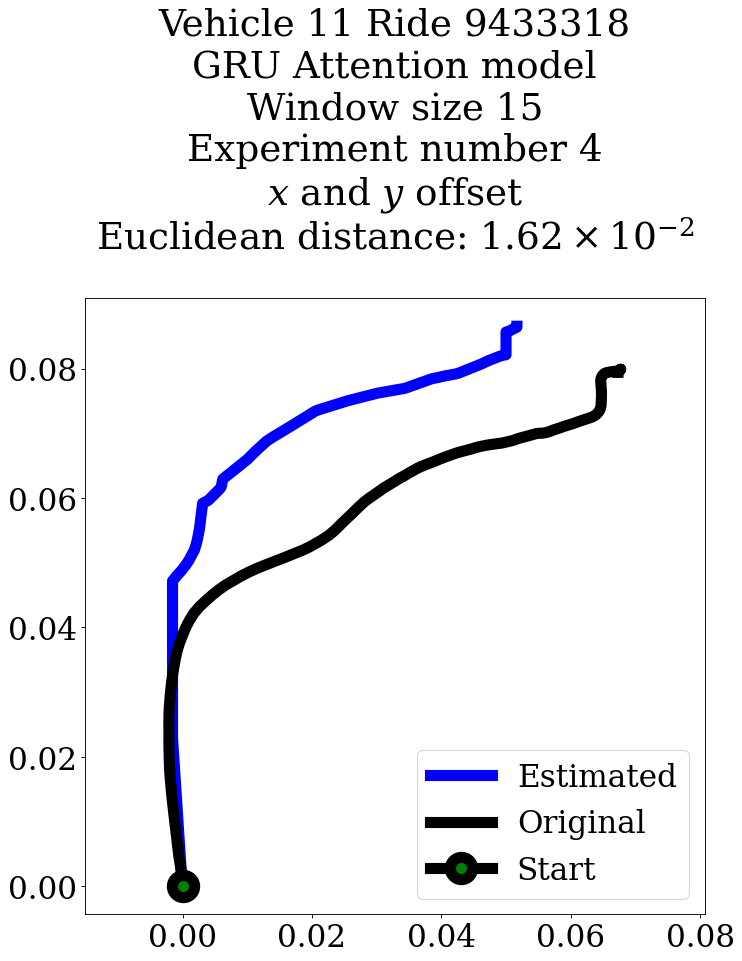 Vehicle 11 Ride 9433318
GRU Attention model
Window size 15
Experiment number 4
x and y offset
Euclidean distance: 1.62 × 10⁻²
0.08
0.06
0.04
0.02
0.00
Estimated
Original
Start
0.00 0.02 0.04 0.06 0.08